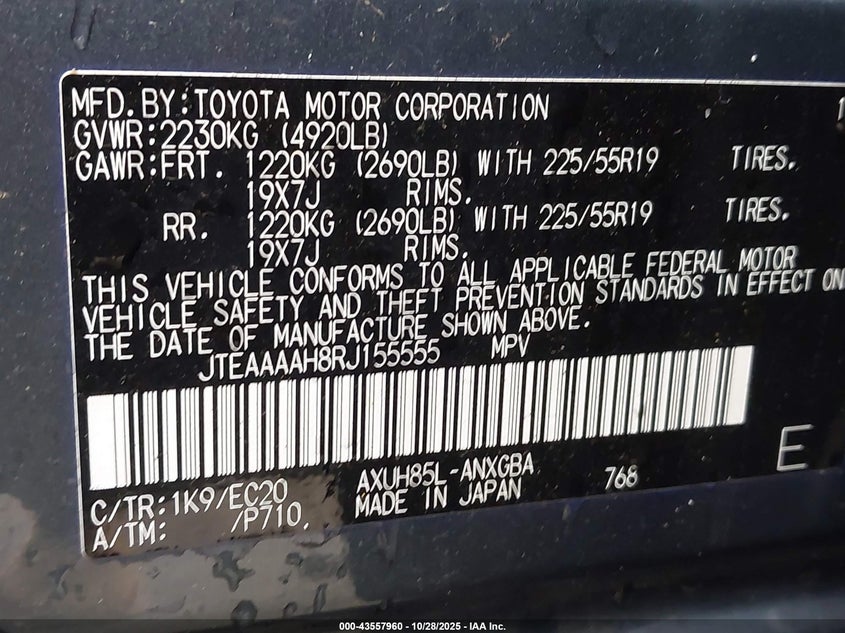 MFD.BY:TOYOTA MOTOR CORPORATION 1
GVWR:2230KG (4920LB)
GAWR:FRT. 1220KG (2690LB) WITH 225/55R19 TIRES.
19X7J RIMS.
RR. 1220KG (2690LB) WITH 225/55R19 TIRES.
19X7J RIMS.
THIS VEHICLE CONFORMS TO ALL APPLICABLE FEDERAL MOTOR
VEHICLE SAFETY AND THEFT PREVENTION STANDARDS IN EFFECT ON
THE DATE OF MANUFACTURE SHOWN ABOVE.
JTEAAAAH8RJ155555 MPV
C/TR:1K9/EC20 AXUH85L-ANXGBA 768 E
A/TM: /P710. MADE IN JAPAN
000-43557960 - 10/28/2025 - IAA Inc.